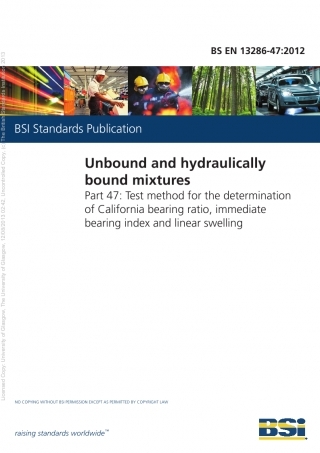 BS EN 13286-47:2012
BSI Standards Publication
Unbound and hydraulically
bound mixtures
Part 47: Test method for the determination
of California bearing ratio, immediate
bearing index and linear swelling
NO COPYING WITHOUT BSI PERMISSION EXCEPT AS PERMITTED BY COPYRIGHT LAW
raising standards worldwide™
BSi